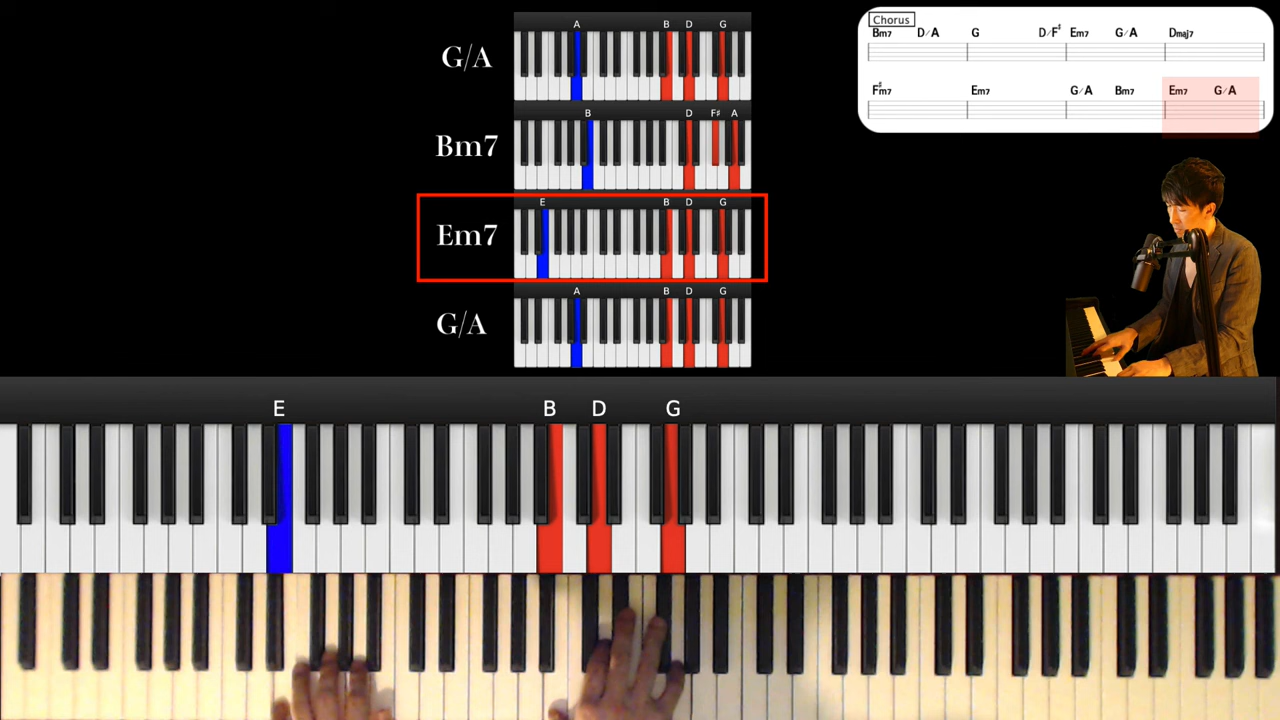 A B D G
G/A
B D F♯ A
Bm7
E B D G
Em7
A B D G
G/A
Chorus
Bm7 D/A G D/F♯ Em7 G/A Dmaj7
F♯m7 Em7 G/A Bm7 Em7 G/A
E B D G